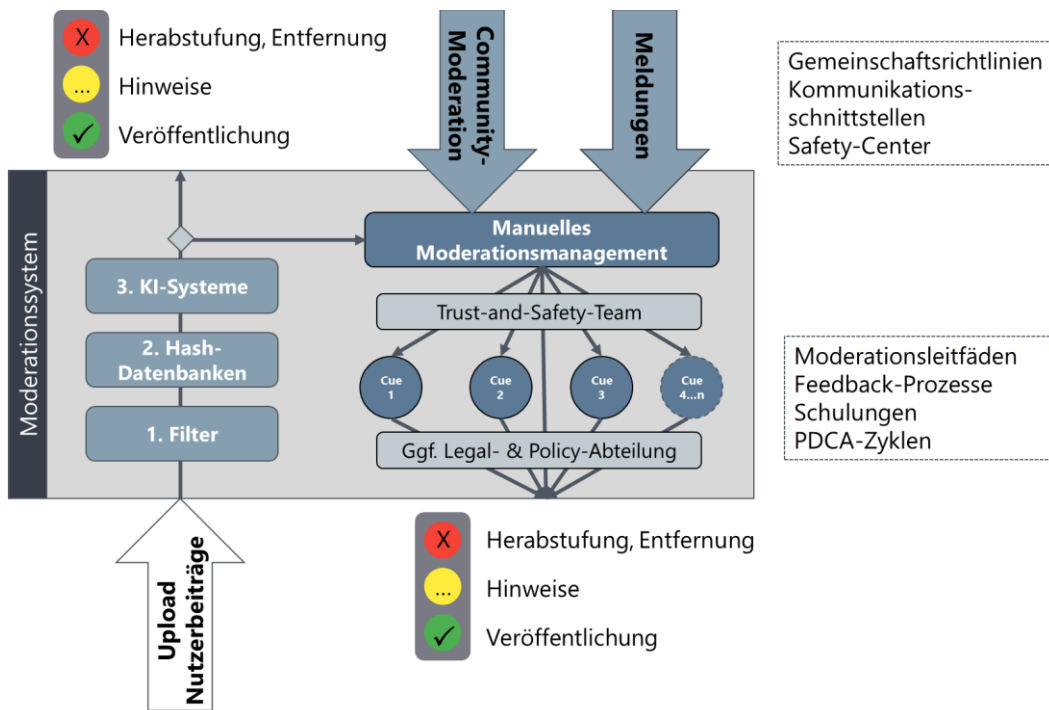 X
Herabstufung, Entfernung
...
Hinweise
✓
Veröffentlichung
Community-
Moderation
Meldungen
Gemeinschaftsrichtlinien
Kommunikations-
schnittstellen
Safety-Center
Moderationssystem
Manuelles
Moderationsmanagement
3. KI-Systeme
2. Hash-
Datenbanken
1. Filter
Trust-and-Safety-Team
Cue
1
Cue
2
Cue
3
Cue
4...n
Ggf. Legal- & Policy-Abteilung
Moderationsleitfäden
Feedback-Prozesse
Schulungen
PDCA-Zyklen
Upload
Nutzerbeiträge
X
Herabstufung, Entfernung
...
Hinweise
✓
Veröffentlichung